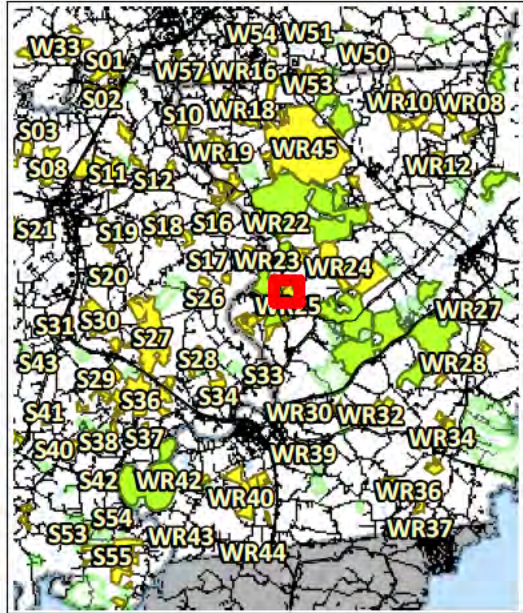 W54 W51
W33 W50
S01
W57 WR16 W53
S02 WR10 WR08
S10 WR18
S03
WR19 WR45
S08 WR12
S11 S12
S16 WR22
S21 S19 S18
S17 WR23 WR24
S20 S26
WR25 WR27
S31 S30
S27
S43 S28 WR28
S29 S33
S36 S34
S41 WR30 WR32
S40 S38 S37 WR34
WR39
S42 WR42 WR40 WR36
S54
S53 WR43 WR37
S55 WR44